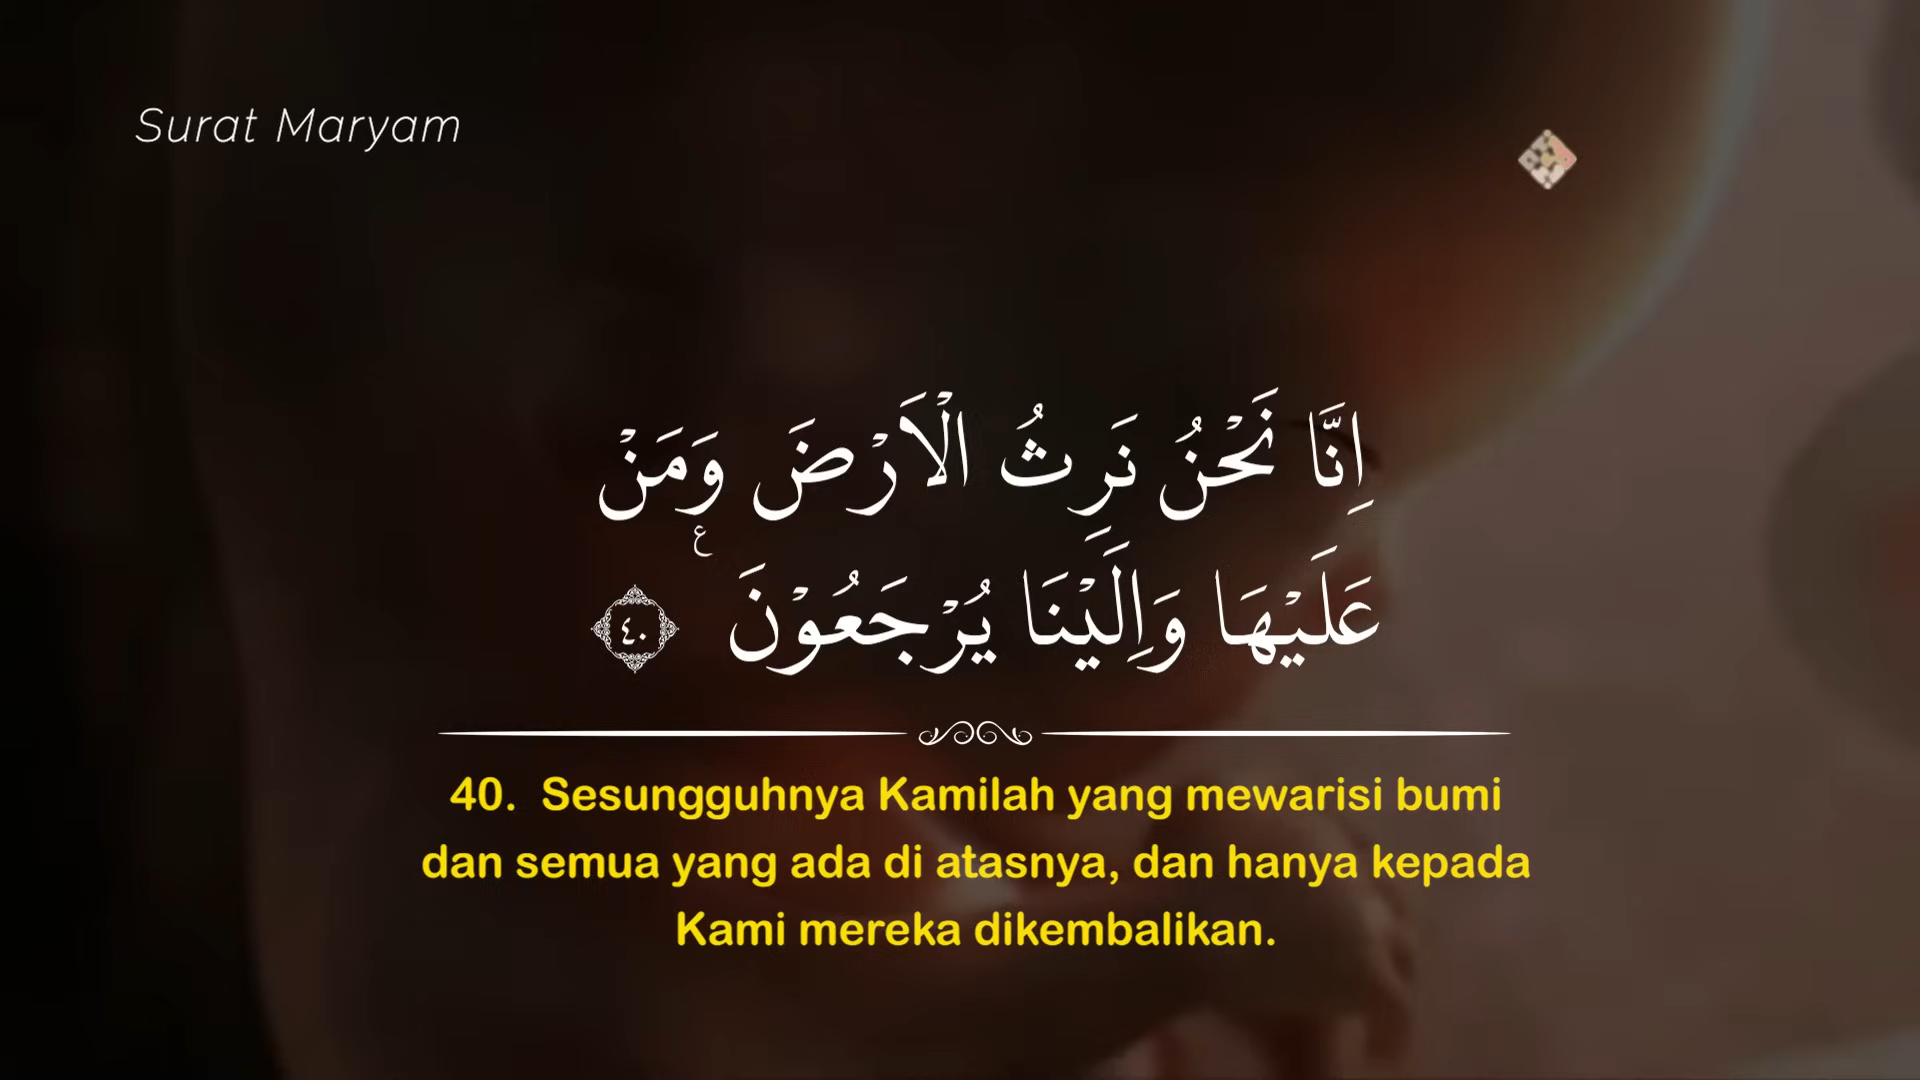 Surat Maryam
اِنَّا نَحْنُ نَرِثُ الْاَرْضَ وَمَنْ
عَلَيْهَا وَاِلَيْنَا يُرْجَعُوْنَ ࣖ ٤٠
40. Sesungguhnya Kamilah yang mewarisi bumi
dan semua yang ada di atasnya, dan hanya kepada
Kami mereka dikembalikan.